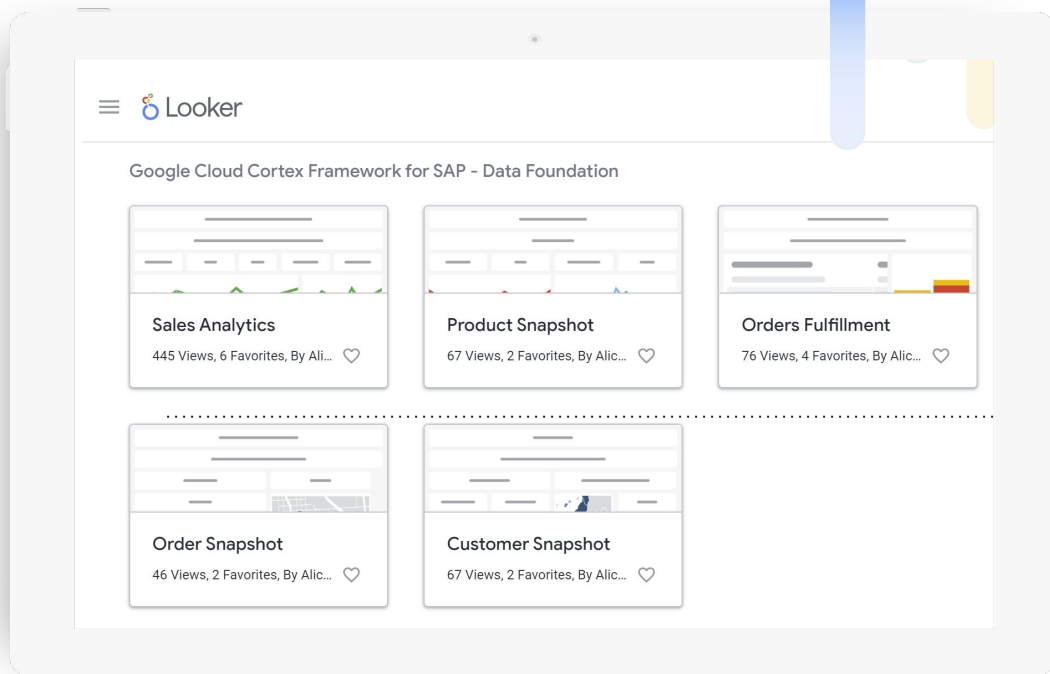 Looker
Google Cloud Cortex Framework for SAP - Data Foundation
Sales Analytics
445 Views, 6 Favorites, By Ali...
Product Snapshot
67 Views, 2 Favorites, By Alic...
Orders Fulfillment
76 Views, 4 Favorites, By Alic...
Order Snapshot
46 Views, 2 Favorites, By Alic...
Customer Snapshot
67 Views, 2 Favorites, By Alic...